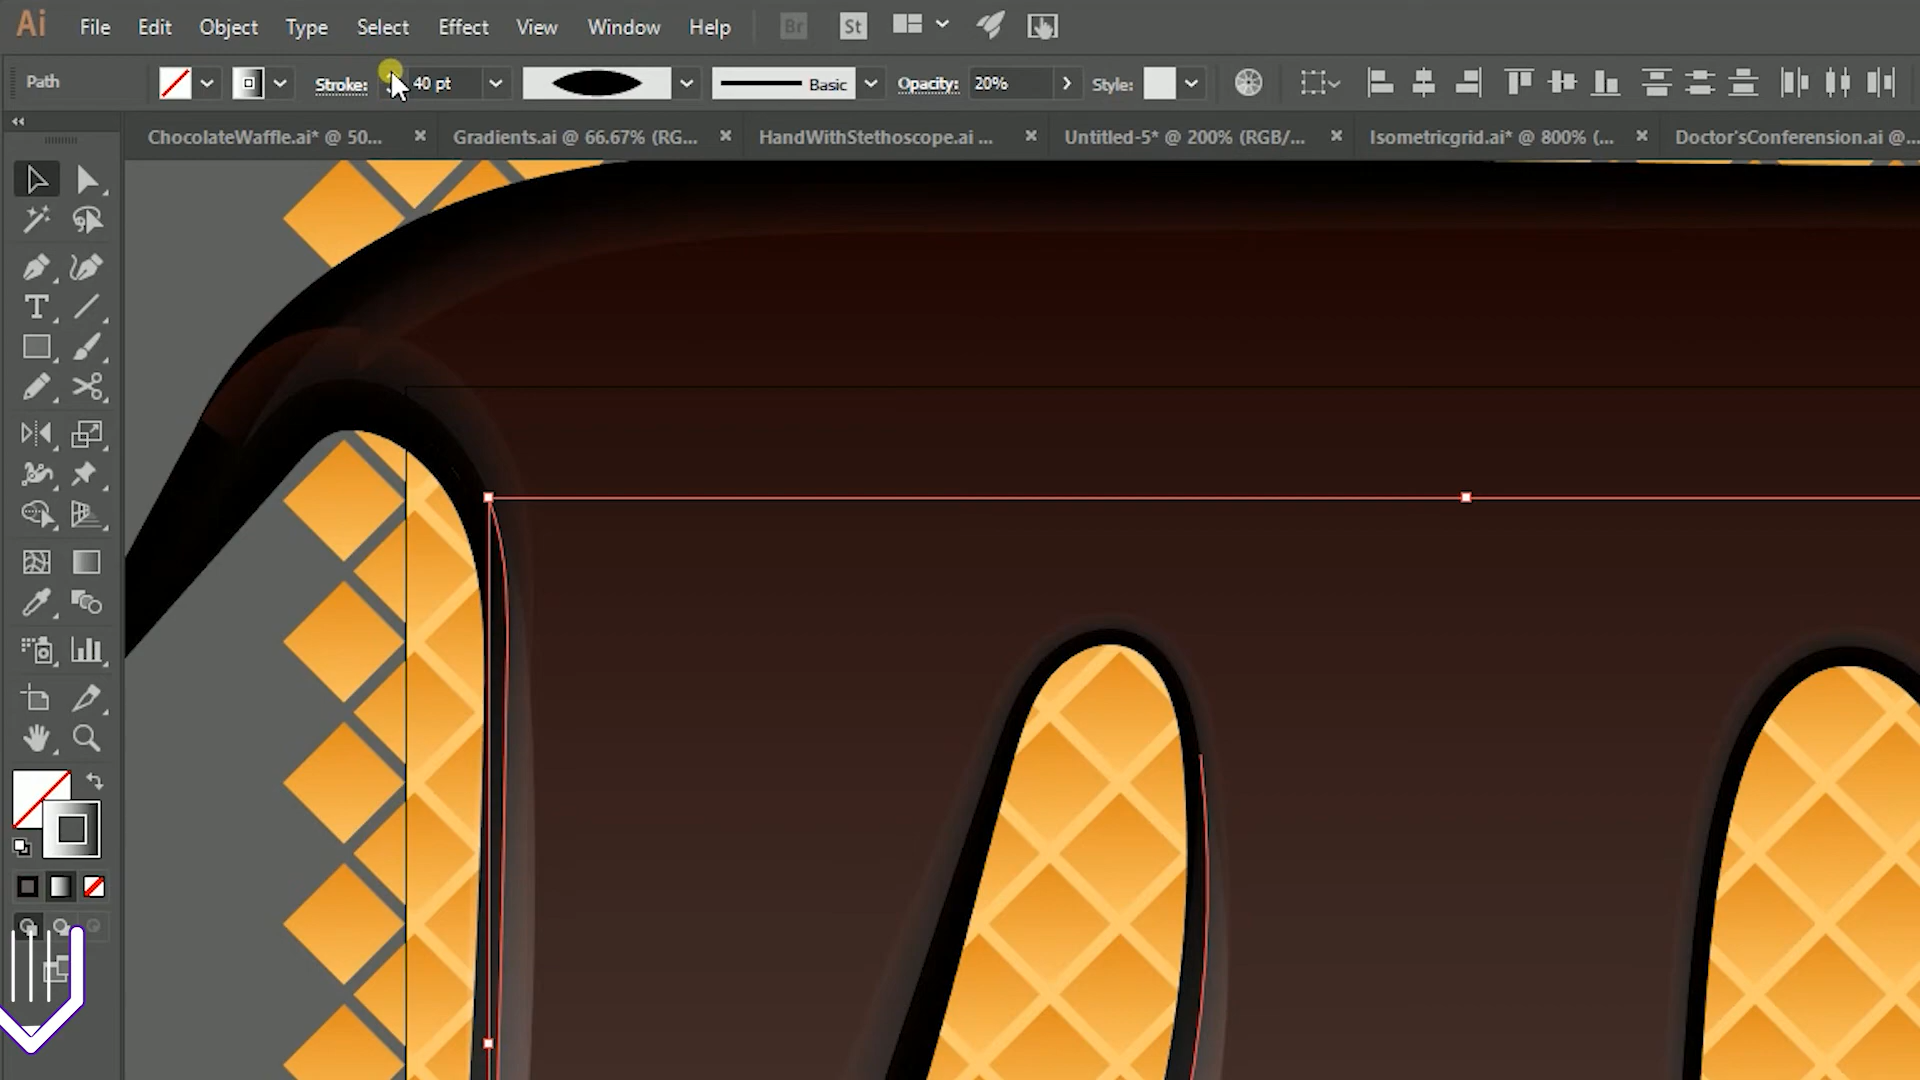 Ai File Edit Object Type Select Effect View Window Help Br St
Path Stroke: 40 pt Basic Opacity: 20% Style:
ChocolateWaffle.ai* @ 50... Gradients.ai @ 66.67% (RG... HandWithStethoscope.ai ... Untitled-5* @ 200% (RGB/... Isometricgrid.ai* @ 800% (... Doctor'sConferension.ai @...